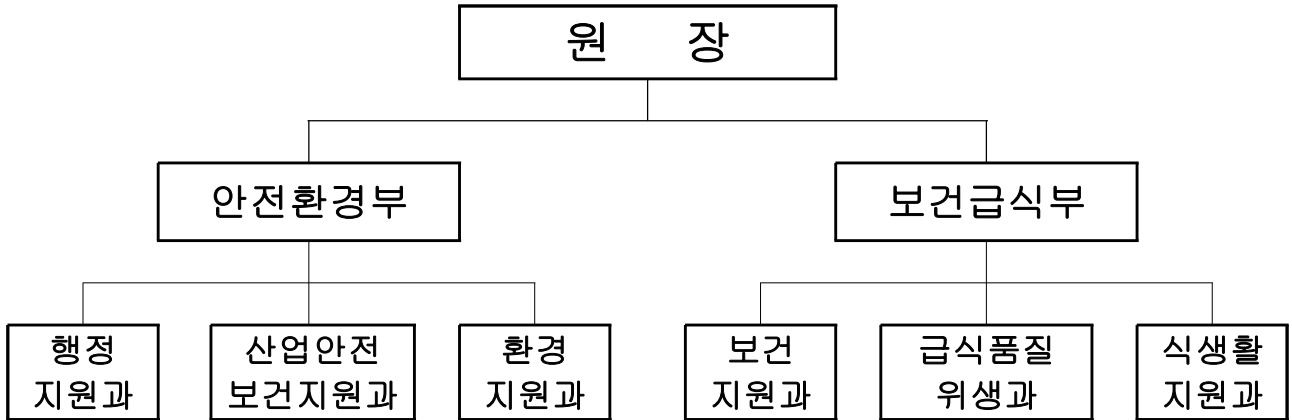 원 장
안전환경부
보건급식부
행정
지원과
산업안전
보건지원과
환경
지원과
보건
지원과
급식품질
위생과
식생활
지원과